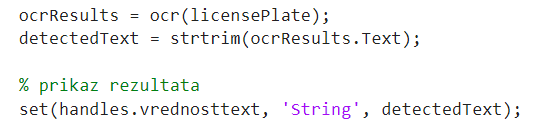 ocrResults = ocr(licensePlate);
detectedText = strtrim(ocrResults.Text);
% prikaz rezultata
set(handles.vrednosttext, 'String', detectedText);